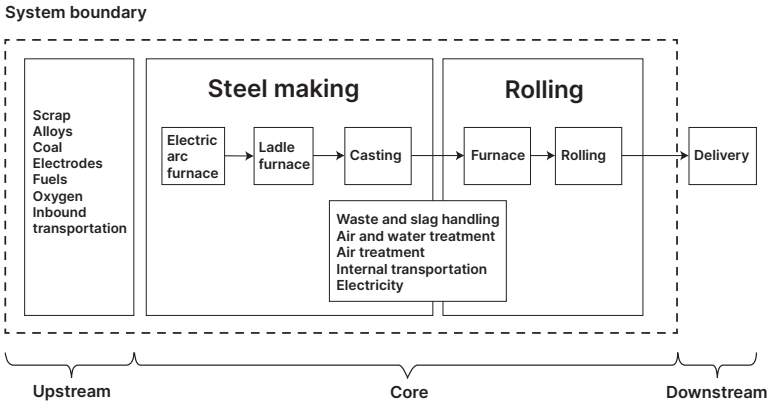 System boundary
Steel making
Rolling
Scrap
Alloys
Coal
Electrodes
Fuels
Oxygen
Inbound
transportation
Electric
arc
furnace
Ladle
furnace
Casting
Furnace
Rolling
Delivery
Waste and slag handling
Air and water treatment
Air treatment
Internal transportation
Electricity
Upstream
Core
Downstream